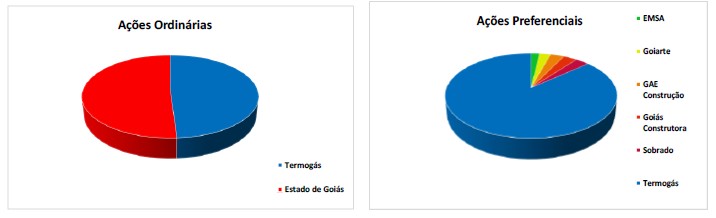 Ações Ordinárias
Termogás
Estado de Goiás
Ações Preferenciais
EMSA
Goiarte
GAE
Construção
Goiás
Construtora
Sobrado
Termogás